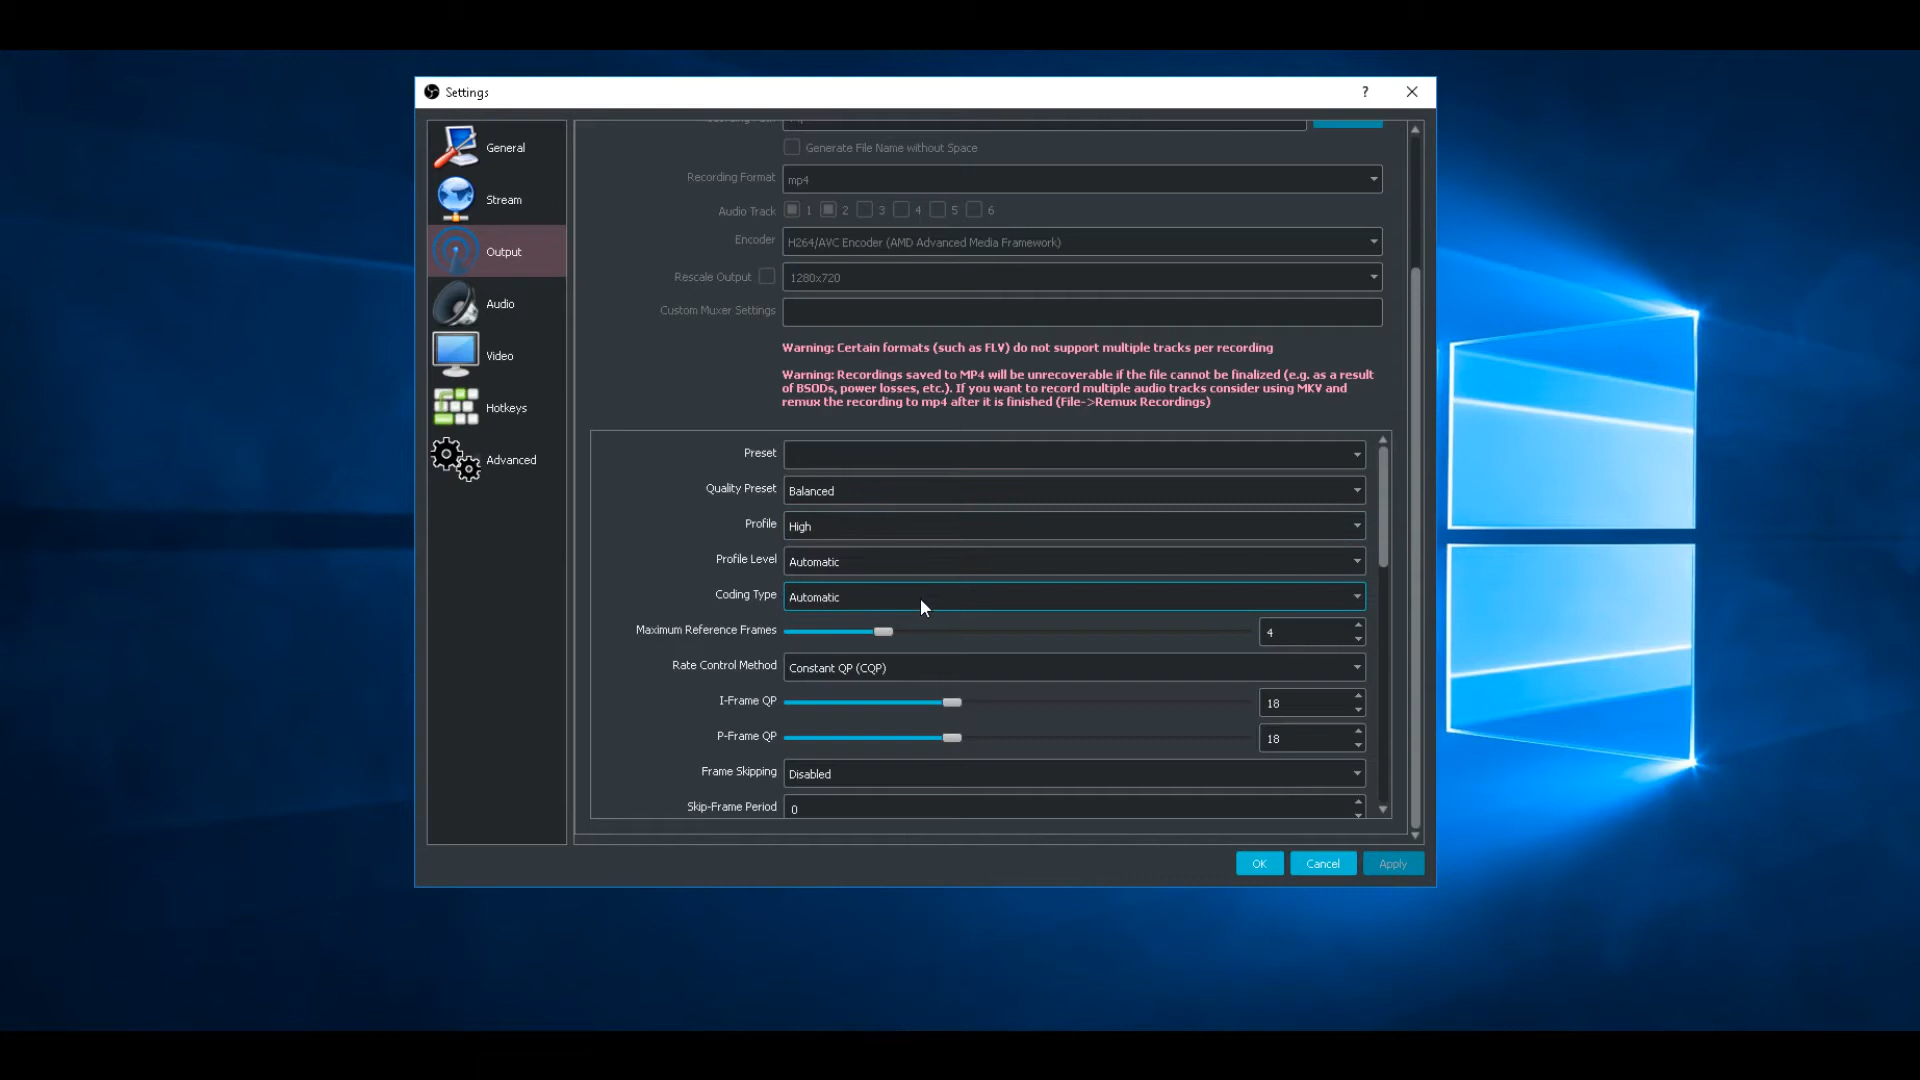 Settings
?
General
Stream
Output
Audio
Video
Hotkeys
Advanced
Generate File Name without Space
Recording Format mp4
Audio Track 1 2 3 4 5 6
Encoder H264/AVC Encoder (AMD Advanced Media Framework)
Rescale Output 1280x720
Custom Muxer Settings
Warning: Certain formats (such as FLV) do not support multiple tracks per recording
Warning: Recordings saved to MP4 will be unrecoverable if the file cannot be finalized (e.g. as a result
of BSODs, power losses, etc.). If you want to record multiple audio tracks consider using MKV and
remux the recording to mp4 after it is finished (File->Remux Recordings)
Preset
Quality Preset Balanced
Profile High
Profile Level Automatic
Coding Type Automatic
Maximum Reference Frames 4
Rate Control Method Constant QP (CQP)
I-Frame QP 18
P-Frame QP 18
Frame Skipping Disabled
Skip-Frame Period 0
OK Cancel Apply